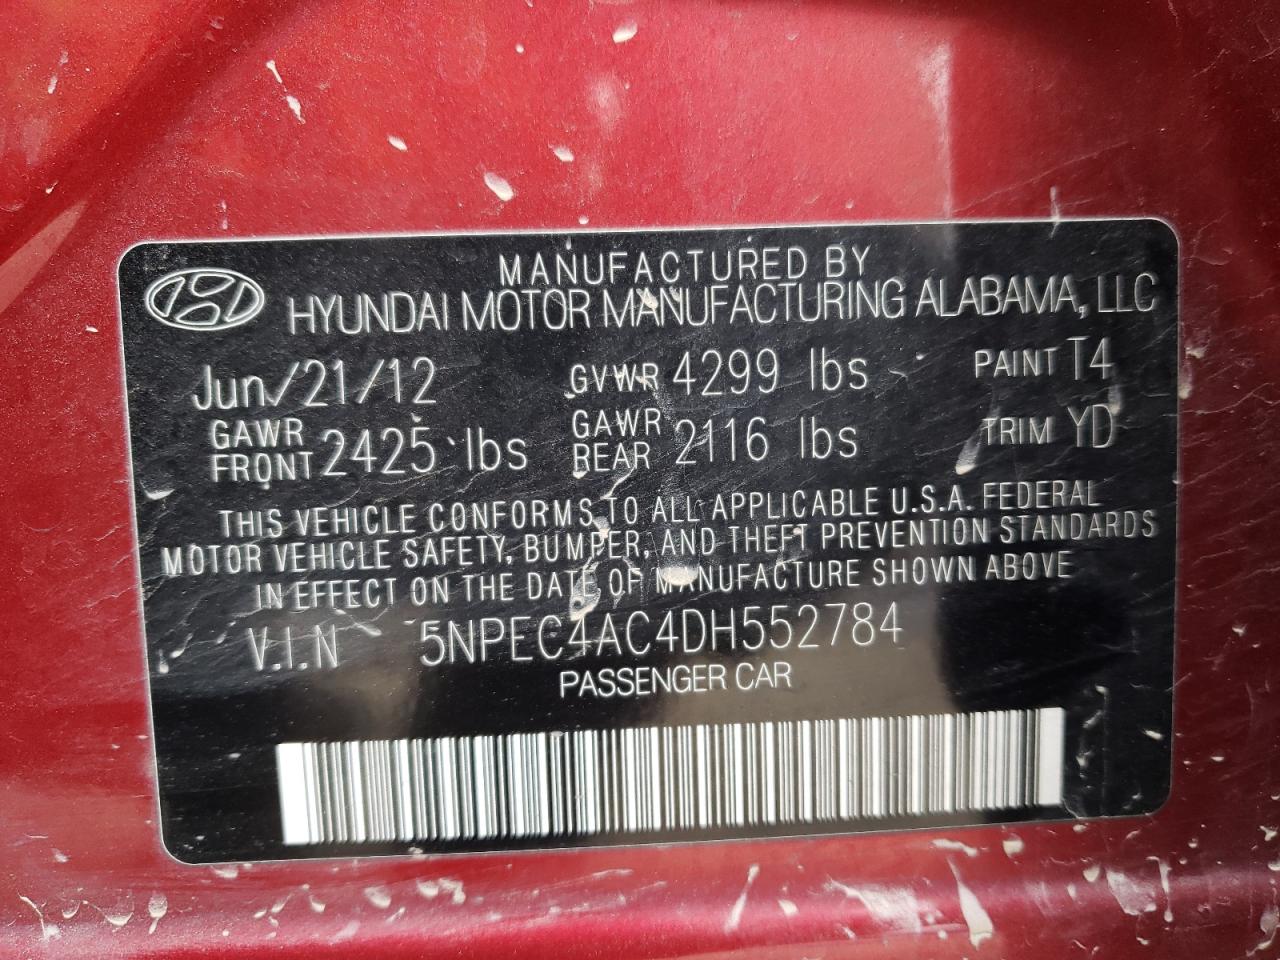 MANUFACTURED BY
HYUNDAI MOTOR MANUFACTURING ALABAMA, LLC
Jun/21/12 GVWR 4299 lbs PAINT T4
GAWR FRONT 2425 lbs GAWR REAR 2116 lbs TRIM YD
THIS VEHICLE CONFORMS TO ALL APPLICABLE U.S.A. FEDERAL
MOTOR VEHICLE SAFETY, BUMPER, AND THEFT PREVENTION STANDARDS
IN EFFECT ON THE DATE OF MANUFACTURE SHOWN ABOVE
V.I.N 5NPEC4AC4DH552784
PASSENGER CAR